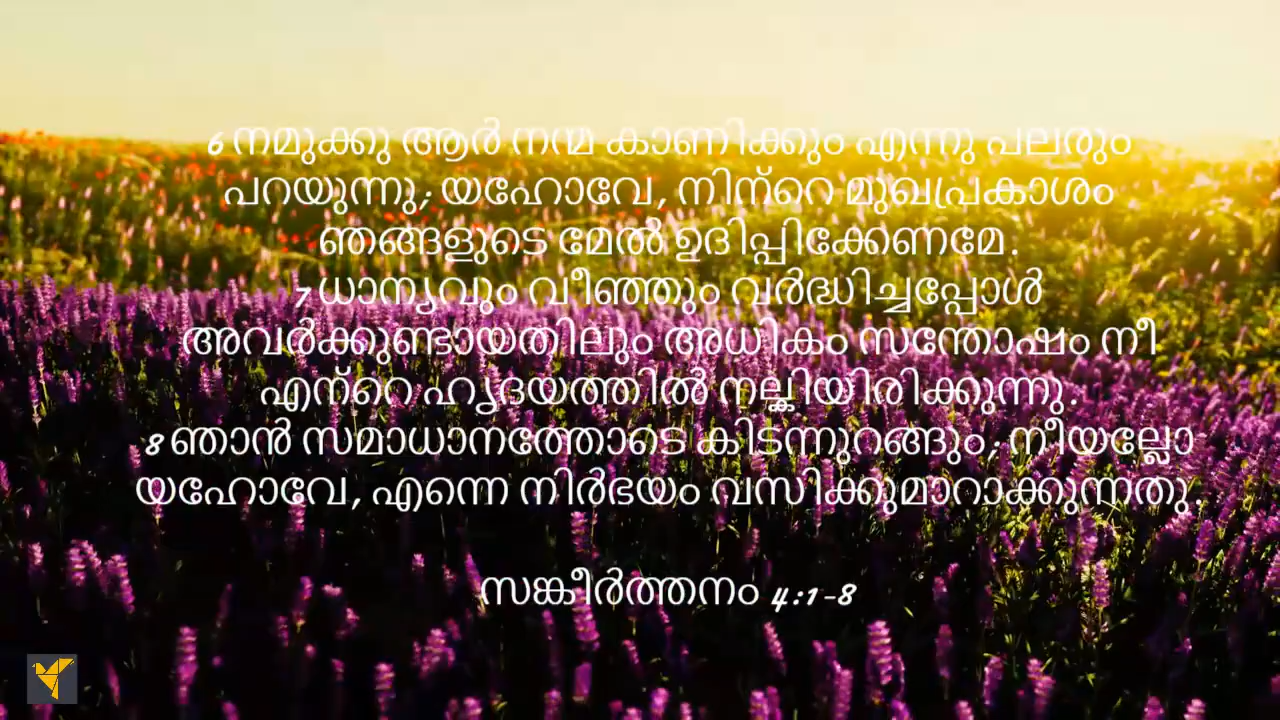 6 നമുക്കു ആർ നന്മ കാണിക്കും എന്നു പലരും
പറയുന്നു; യഹോവേ, നിന്റെ മുഖപ്രകാശം
ഞങ്ങളുടെ മേൽ ഉദിപ്പിക്കേണമേ.
7 ധാന്യവും വീഞ്ഞും വർദ്ധിച്ചപ്പോൾ
അവർക്കുണ്ടായതിലും അധികം സന്തോഷം നീ
എന്റെ ഹൃദയത്തിൽ നല്കിയിരിക്കുന്നു.
8 ഞാൻ സമാധാനത്തോടെ കിടന്നുറങ്ങും; നീയല്ലോ
യഹോവേ, എന്നെ നിർഭയം വസിക്കുമാറാക്കുന്നതു.
സങ്കീർത്തനം 4:1-8